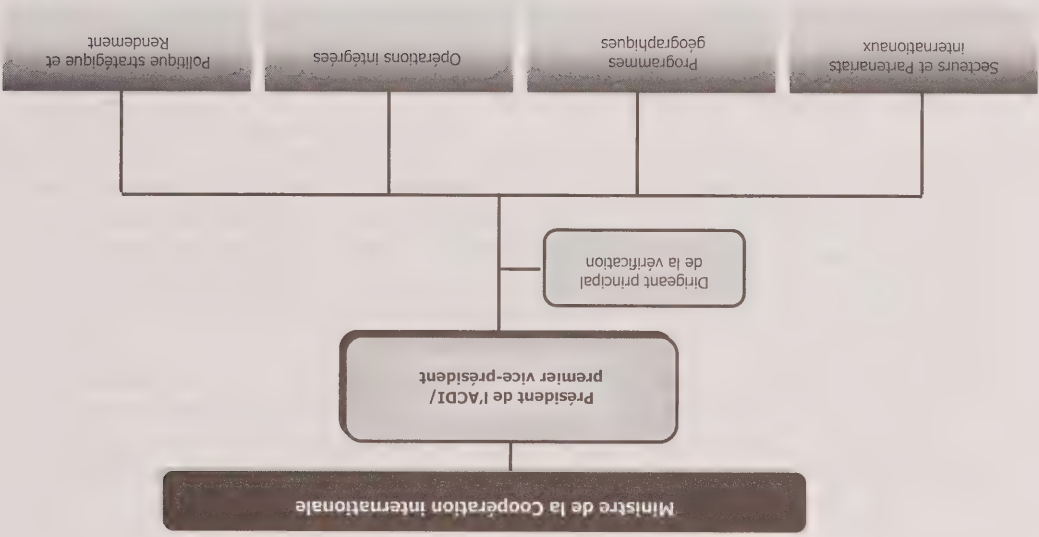 Ministre de la Coopération internationale
Président de l'ACDI/
premier vice-président
Dirigeant principal
de la vérification
Secteurs et Partenariats
internationaux
Programmes
géographiques
Opérations intégrées
Politique stratégique et
Rendement